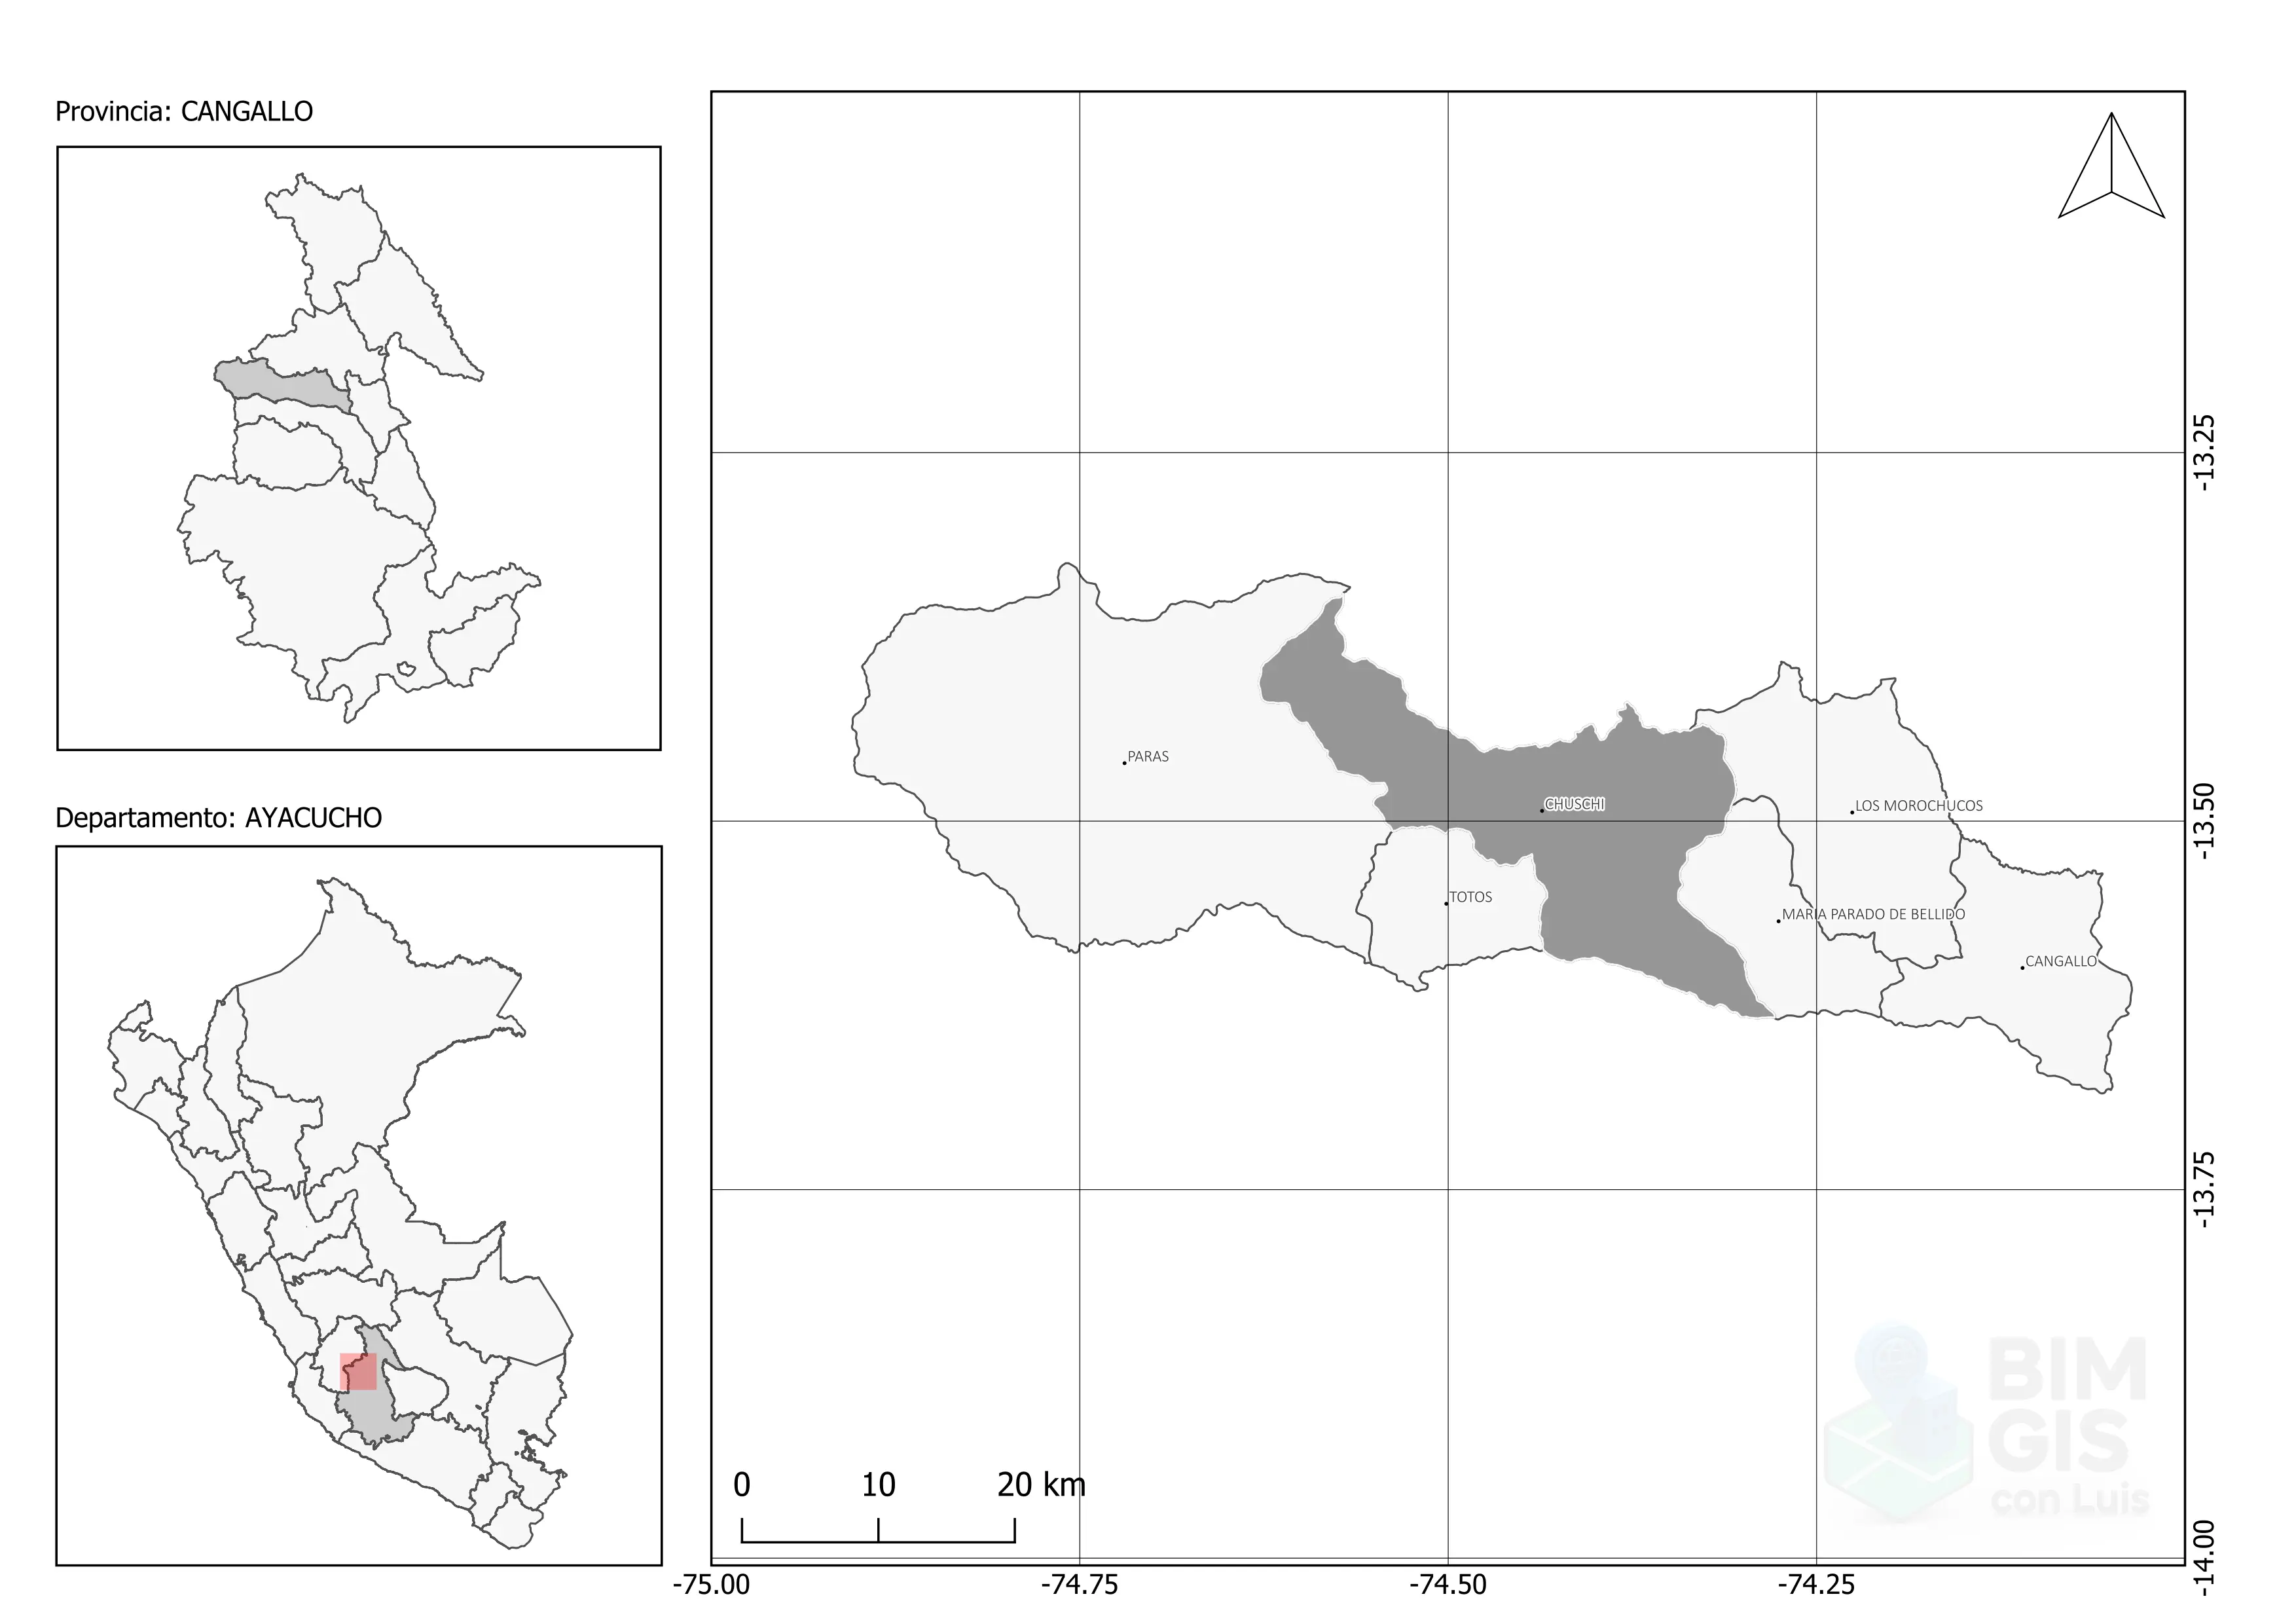 Provincia: CANGALLO
Departamento: AYACUCHO
PARAS
CHUSCHI
LOS MOROCHUCOS
TOTOS
MARIA PARADO DE BELLIDO
CANGALLO
-13.25
-13.50
-13.75
-14.00
0 10 20 km
-75.00 -74.75 -74.50 -74.25
BIM
GIS
con Luis